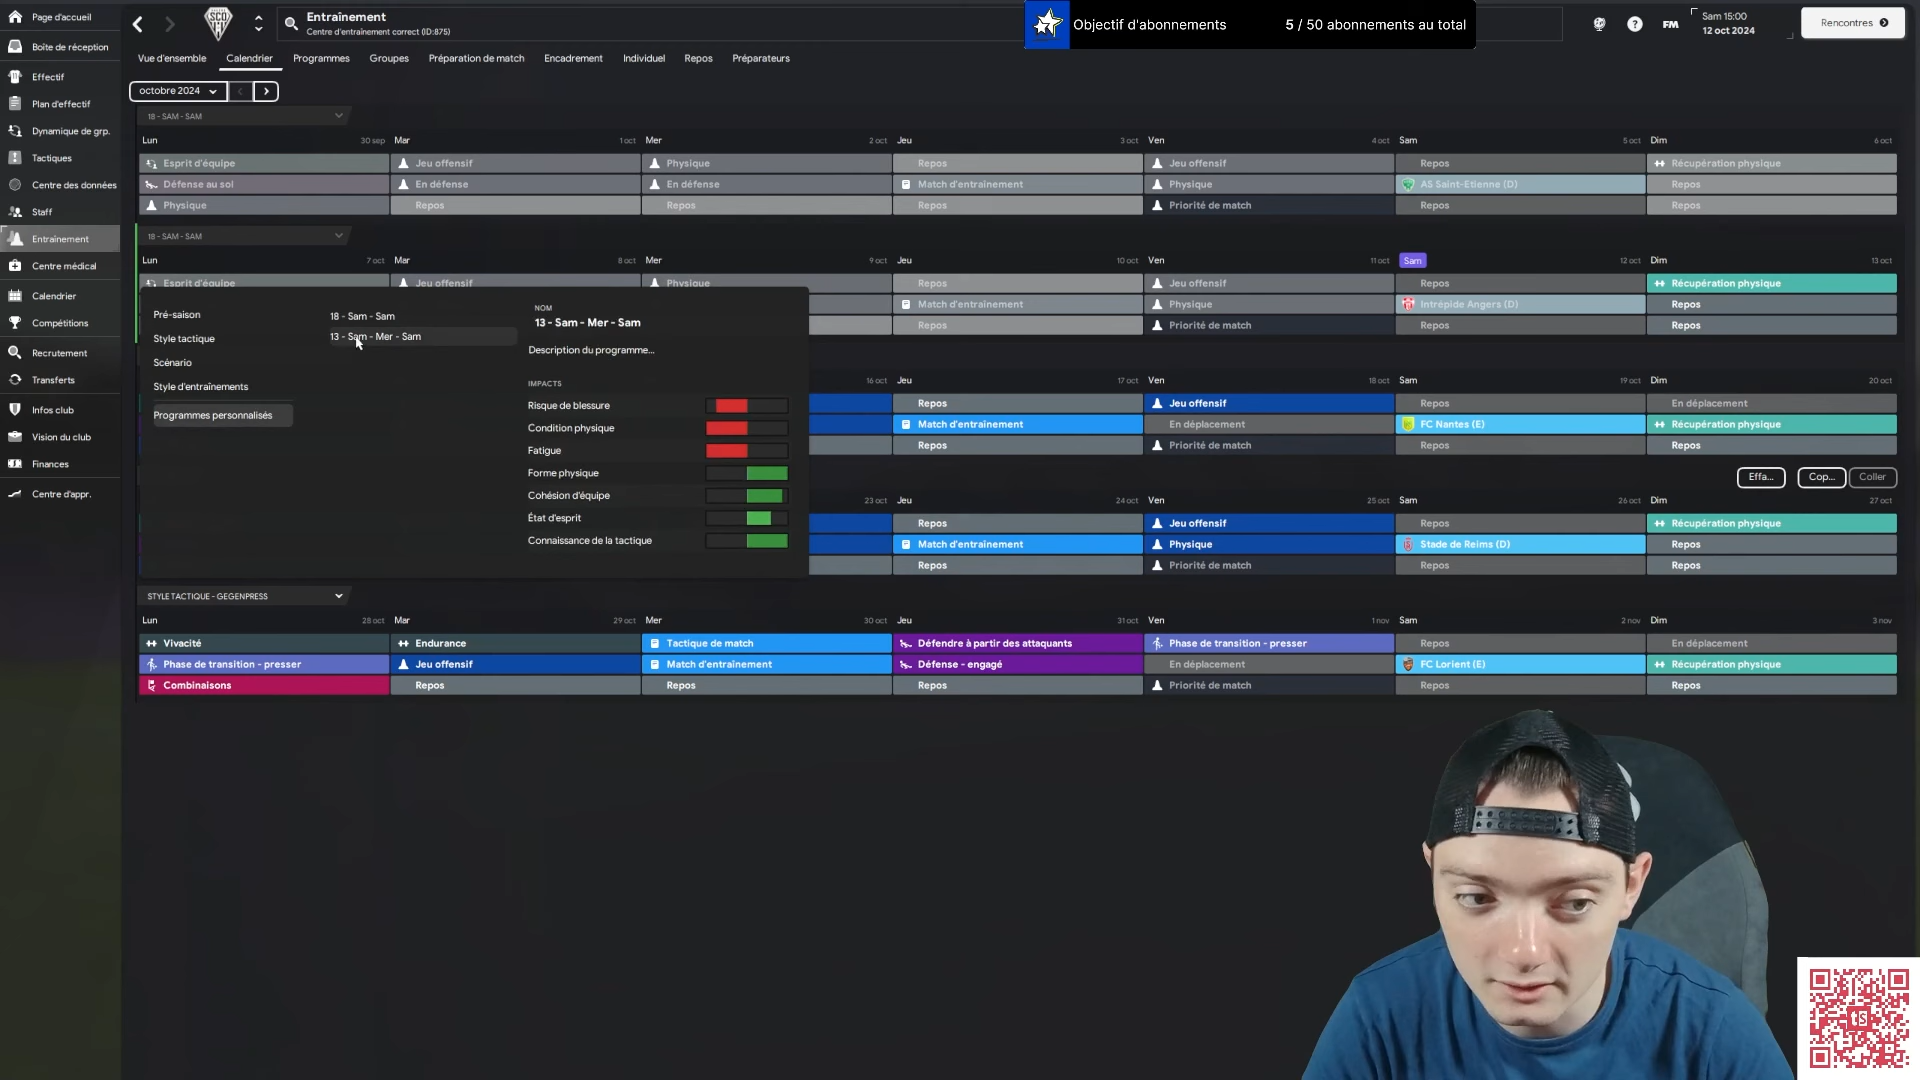 Page d'accueil
Boîte de réception
Effectif
Plan d'effectif
Dynamique de grp.
Tactiques
Centre des données
Staff
Entraînement
Centre médical
Calendrier
Compétitions
Recrutement
Transferts
Infos club
Vision du club
Finances
Centre d'appr.
SCO
Entraînement
Centre d'entraînement correct (ID:875)
Objectif d'abonnements 5 / 50 abonnements au total
FM
Sam 15:00
12 oct 2024
Rencontres
Vue d'ensemble Calendrier Programmes Groupes Préparation de match Encadrement Individuel Repos Préparateurs
octobre 2024
18 - SAM - SAM
Lun 30 sep Mar 1 oct Mer 2 oct Jeu 3 oct Ven 4 oct Sam 5 oct Dim 6 oct
Esprit d'équipe Jeu offensif Physique Repos Jeu offensif Repos Récupération physique
Défense au sol En défense En défense Match d'entraînement Physique AS Saint-Etienne (D) Repos
Physique Repos Repos Repos Priorité de match Repos Repos
18 - SAM - SAM
Lun 7 oct Mar 8 oct Mer 9 oct Jeu 10 oct Ven 11 oct Sam 12 oct Dim 13 oct
Esprit d'équipe Jeu offensif Physique Repos Jeu offensif Repos Récupération physique
Match d'entraînement Physique Intrépide Angers (D) Repos
Repos Priorité de match Repos Repos
Pré-saison
Style tactique
Scénario
Style d'entraînements
Programmes personnalisés
18 - Sam - Sam
13 - Sam - Mer - Sam
NOM
13 - Sam - Mer - Sam
Description du programme...
IMPACTS
Risque de blessure
Condition physique
Fatigue
Forme physique
Cohésion d'équipe
État d'esprit
Connaissance de la tactique
16 oct Jeu 17 oct Ven 18 oct Sam 19 oct Dim 20 oct
Repos Jeu offensif Repos En déplacement
Match d'entraînement En déplacement FC Nantes (E) Récupération physique
Repos Priorité de match Repos Repos
Effa... Cop... Coller
23 oct Jeu 24 oct Ven 25 oct Sam 26 oct Dim 27 oct
Repos Jeu offensif Repos Récupération physique
Match d'entraînement Physique Stade de Reims (D) Repos
Repos Priorité de match Repos Repos
STYLE TACTIQUE - GEGENPRESS
Lun 28 oct Mar 29 oct Mer 30 oct Jeu 31 oct Ven 1 nov Sam 2 nov Dim 3 nov
Vivacité Endurance Tactique de match Défendre à partir des attaquants Phase de transition - presser Repos En déplacement
Phase de transition - presser Jeu offensif Match d'entraînement Défense - engagé En déplacement FC Lorient (E) Récupération physique
Combinaisons Repos Repos Repos Priorité de match Repos Repos
ts